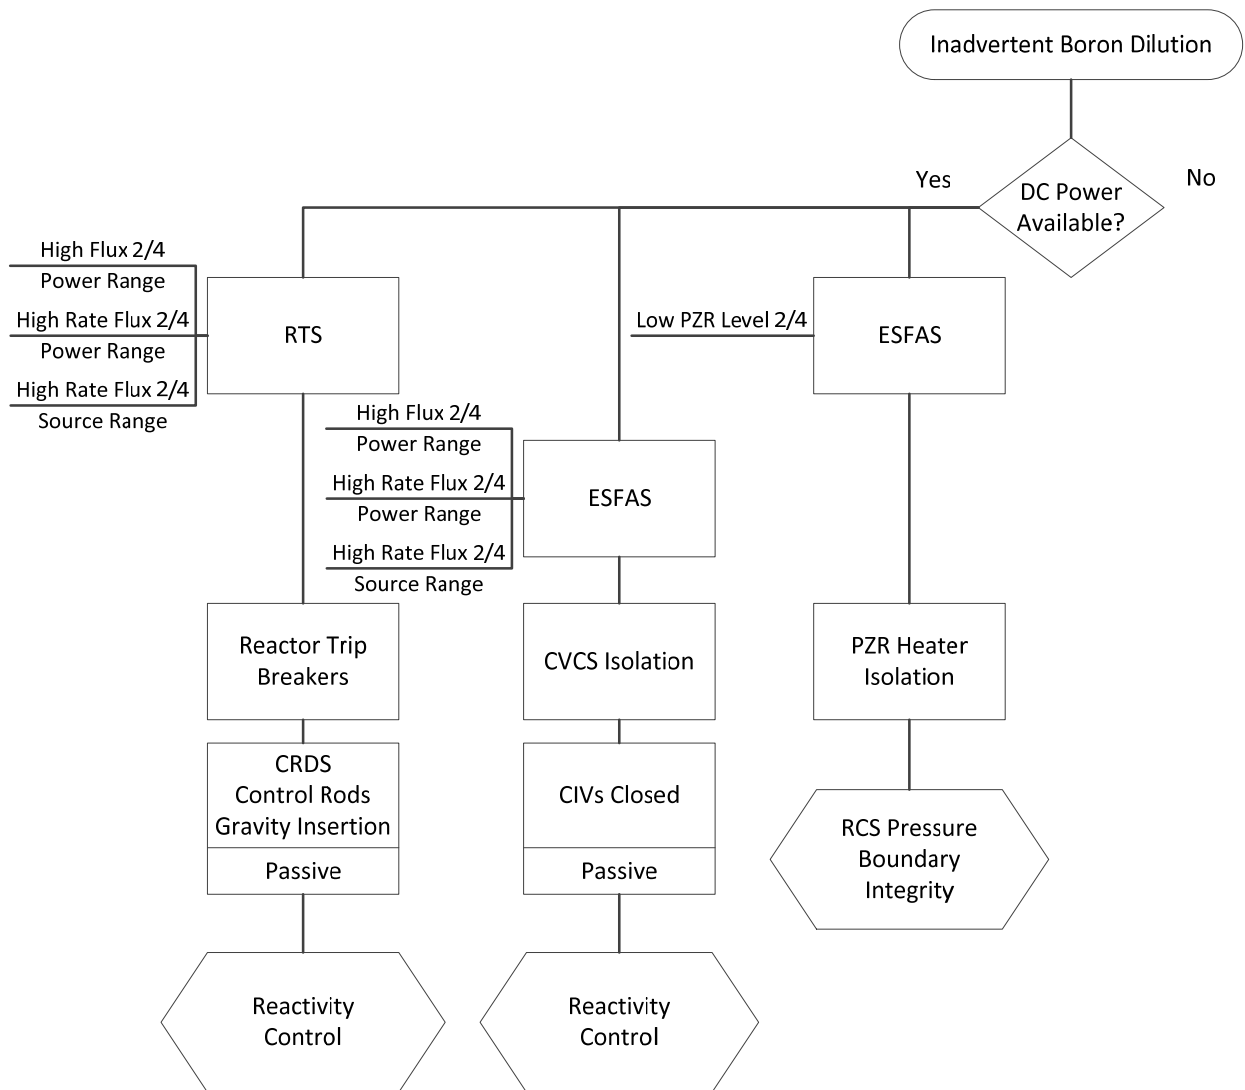 Inadvertent Boron Dilution
DC Power
Available?
Yes
No
High Flux 2/4
Power Range
High Rate Flux 2/4
Power Range
High Rate Flux 2/4
Source Range
RTS
Reactor Trip
Breakers
CRDS
Control Rods
Gravity Insertion
Passive
Reactivity
Control
High Flux 2/4
Power Range
High Rate Flux 2/4
Power Range
High Rate Flux 2/4
Source Range
ESFAS
CVCS Isolation
CIVs Closed
Passive
Reactivity
Control
Low PZR Level 2/4
ESFAS
PZR Heater
Isolation
RCS Pressure
Boundary
Integrity